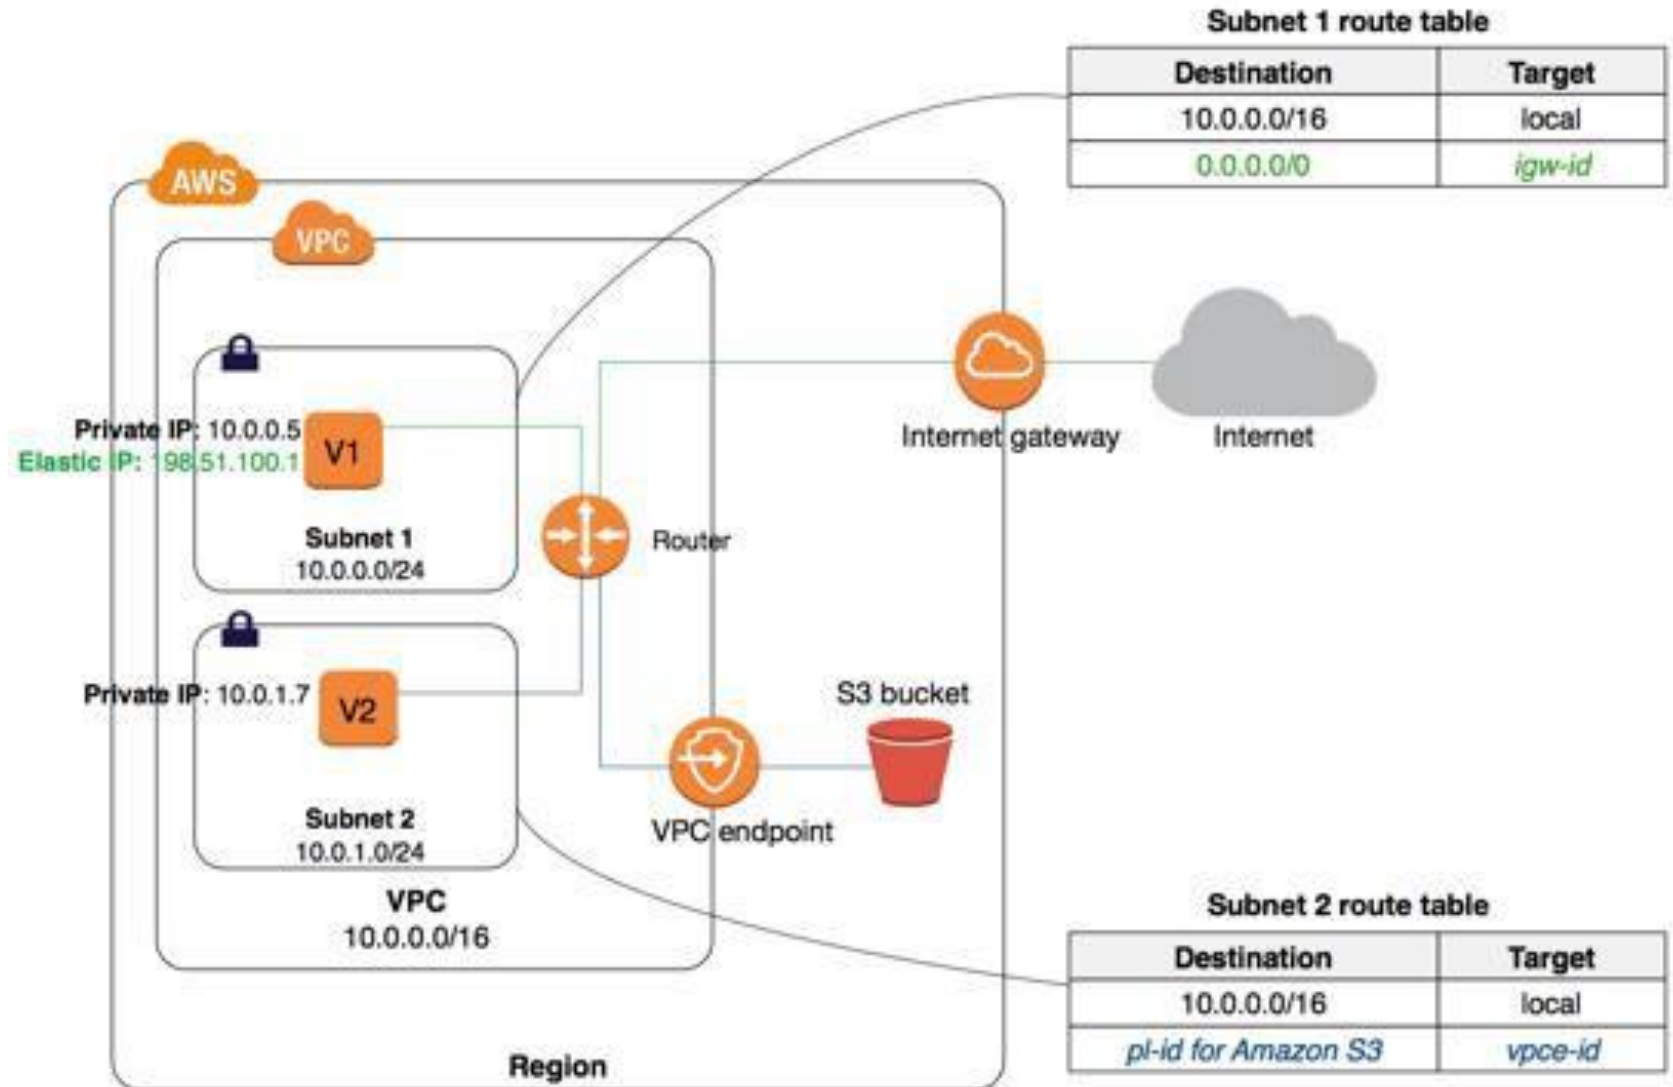 Subnet 1 route table
Destination Target
10.0.0.0/16 local
0.0.0.0/0 igw-id
AWS
VPC
Private IP: 10.0.0.5
Elastic IP: 198.51.100.1
V1
Subnet 1
10.0.0.0/24
Router
Internet gateway
Internet
Private IP: 10.0.1.7
V2
Subnet 2
10.0.1.0/24
S3 bucket
VPC endpoint
VPC
10.0.0.0/16
Region
Subnet 2 route table
Destination Target
10.0.0.0/16 local
pl-id for Amazon S3 vpce-id